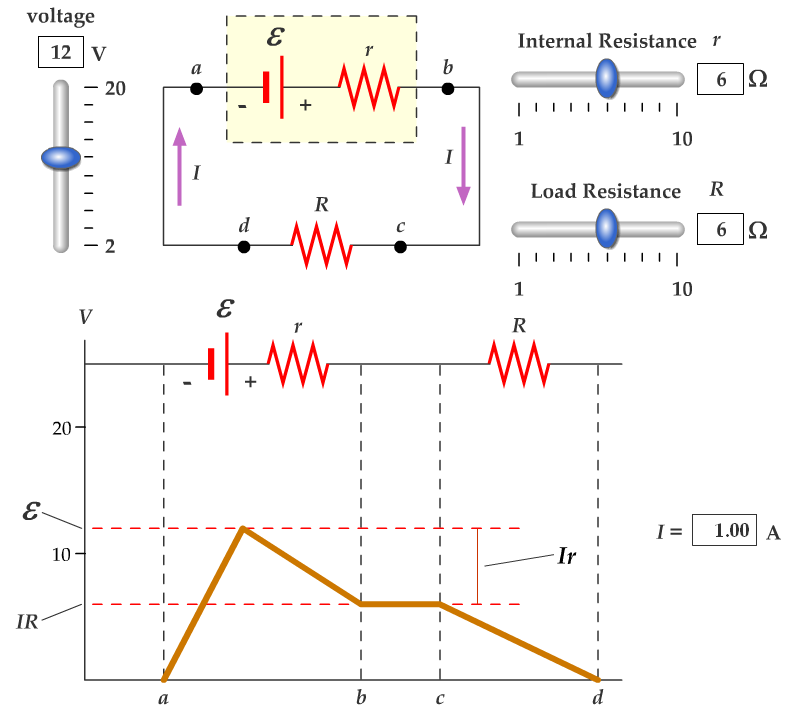 voltage
12 V
20
2
ℰ
r
a
b
- +
I
I
R
d
c
Internal Resistance r
6 Ω
1
10
Load Resistance R
6 Ω
1
10
V
ℰ
r
R
- +
20
ℰ
10
Ir
IR
I = 1.00 A
a
b
c
d